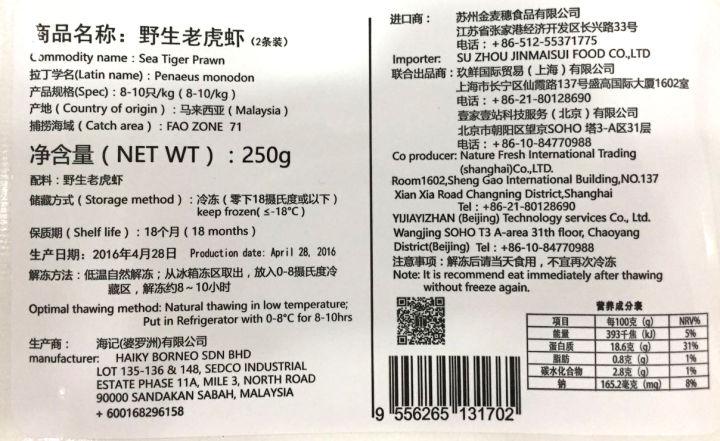 商品名称：野生老虎虾（2条装）
Commodity name：Sea Tiger Prawn
拉丁学名(Latin name)：Penaeus monodon
产品规格(Spec)：8-10只/kg ( 8-10/kg )
产地 ( Country of origin )：马来西亚 ( Malaysia )
捕捞海域 ( Catch area )：FAO ZONE 71
净含量 ( NET WT )：250g
配料：野生老虎虾
储藏方式 ( Storage method )：冷冻（零下18摄氏度或以下）
keep frozen( ≤-18°C )
保质期 ( Shelf life )：18个月 ( 18 months )
生产日期：2016年4月28日 Production date: April 28, 2016
解冻方法：低温自然解冻；从冰箱冻区取出，放入0-8摄氏度冷
藏区，解冻约8～10小时
Optimal thawing method: Natural thawing in low temperature;
Put in Refrigerator with 0-8°C for 8-10hrs
生产商： 海记(婆罗洲)有限公司
manufacturer: HAIKY BORNEO SDN BHD
LOT 135-136 & 148, SEDCO INDUSTRIAL
ESTATE PHASE 11A, MILE 3, NORTH ROAD
90000 SANDAKAN SABAH, MALAYSIA
+ 600168296158
进口商： 苏州金麦穗食品有限公司
江苏省张家港经济开发区长兴路33号
电话：+86-512-55371775
Importer: SU ZHOU JINMAISUI FOOD CO.,LTD
联合出品商：玖鲜国际贸易（上海）有限公司
上海市长宁区仙霞路137号盛高国际大厦1602室
电话：+86-21-80128690
壹家壹站科技服务（北京）有限公司
北京市朝阳区望京SOHO 塔3-A区31层
电话：+86-10-84770988
Co producer: Nature Fresh International Trading
(shanghai)Co.,LTD.
Room1602,Sheng Gao International Building,NO.137
Xian Xia Road Changning District,Shanghai
Tel：+86-21-80128690
YIJIAYIZHAN (Beijing) Technology services Co., Ltd.
Wangjing SOHO T3 A-area 31th floor, Chaoyang
District(Beijing) Tel：+86-10-84770988
注意事项：解冻后请当天食用，不宜再次冷冻
Note: It is recommend eat immediately after thawing
without freeze again.
营养成分表
项目 每100克（g） NRV%
能量 393千焦（kJ） 5%
蛋白质 18.6克（g） 31%
脂肪 0.8克（g） 1%
碳水化合物 2.8克（g） 1%
钠 165.2毫克（mg） 8%
9 556265 131702